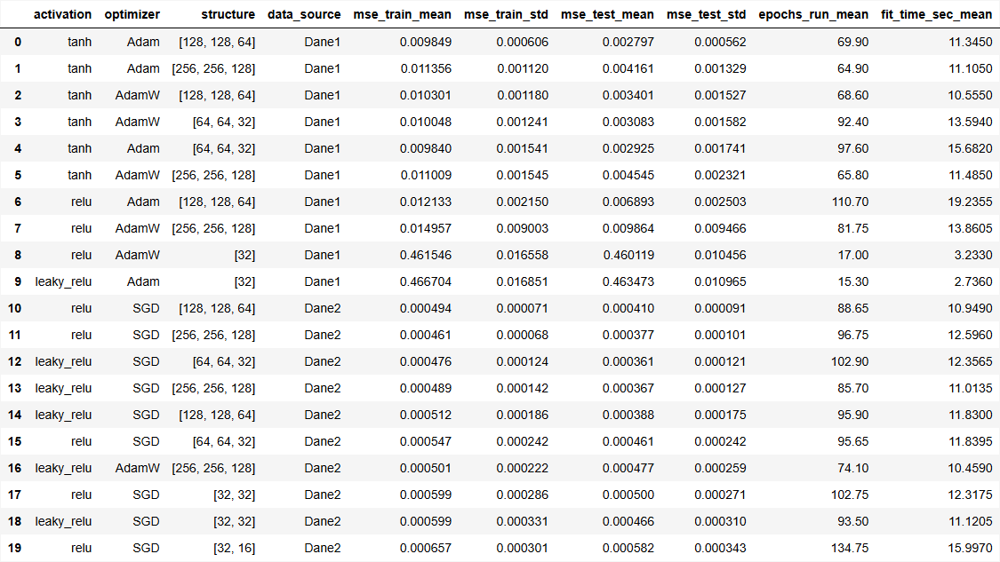 activation optimizer structure data_source mse_train_mean mse_train_std mse_test_mean mse_test_std epochs_run_mean fit_time_sec_mean
0 tanh Adam [128, 128, 64] Dane1 0.009849 0.000606 0.002797 0.000562 69.90 11.3450
1 tanh Adam [256, 256, 128] Dane1 0.011356 0.001120 0.004161 0.001329 64.90 11.1050
2 tanh AdamW [128, 128, 64] Dane1 0.010301 0.001180 0.003401 0.001527 68.60 10.5550
3 tanh AdamW [64, 64, 32] Dane1 0.010048 0.001241 0.003083 0.001582 92.40 13.5940
4 tanh Adam [64, 64, 32] Dane1 0.009840 0.001541 0.002925 0.001741 97.60 15.6820
5 tanh AdamW [256, 256, 128] Dane1 0.011009 0.001545 0.004545 0.002321 65.80 11.4850
6 relu Adam [128, 128, 64] Dane1 0.012133 0.002150 0.006893 0.002503 110.70 19.2355
7 relu AdamW [256, 256, 128] Dane1 0.014957 0.009003 0.009864 0.009466 81.75 13.8605
8 relu AdamW [32] Dane1 0.461546 0.016558 0.460119 0.010456 17.00 3.2330
9 leaky_relu Adam [32] Dane1 0.466704 0.016851 0.463473 0.010965 15.30 2.7360
10 relu SGD [128, 128, 64] Dane2 0.000494 0.000071 0.000410 0.000091 88.65 10.9490
11 relu SGD [256, 256, 128] Dane2 0.000461 0.000068 0.000377 0.000101 96.75 12.5960
12 leaky_relu SGD [64, 64, 32] Dane2 0.000476 0.000124 0.000361 0.000121 102.90 12.3565
13 leaky_relu SGD [256, 256, 128] Dane2 0.000489 0.000142 0.000367 0.000127 85.70 11.0135
14 leaky_relu SGD [128, 128, 64] Dane2 0.000512 0.000186 0.000388 0.000175 95.90 11.8300
15 relu SGD [64, 64, 32] Dane2 0.000547 0.000242 0.000461 0.000242 95.65 11.8395
16 leaky_relu AdamW [256, 256, 128] Dane2 0.000501 0.000222 0.000477 0.000259 74.10 10.4590
17 relu SGD [32, 32] Dane2 0.000599 0.000286 0.000500 0.000271 102.75 12.3175
18 leaky_relu SGD [32, 32] Dane2 0.000599 0.000331 0.000466 0.000310 93.50 11.1205
19 relu SGD [32, 16] Dane2 0.000657 0.000301 0.000582 0.000343 134.75 15.9970